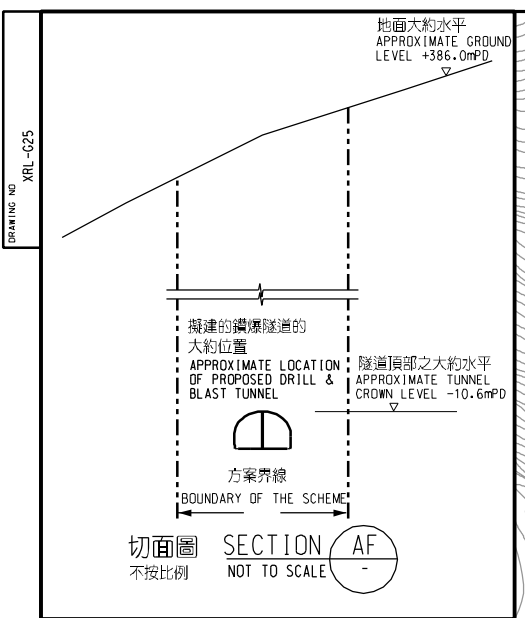 地面大約水平
APPROXIMATE GROUND
LEVEL +386.0mPD
DRAWING NO
XRL-G25
擬建的鑽爆隧道的
大約位置
APPROXIMATE LOCATION
OF PROPOSED DRILL &
BLAST TUNNEL
隧道頂部之大約水平
APPROXIMATE TUNNEL
CROWN LEVEL -10.6mPD
方案界線
BOUNDARY OF THE SCHEME
切面圖 SECTION AF
不按比例 NOT TO SCALE -